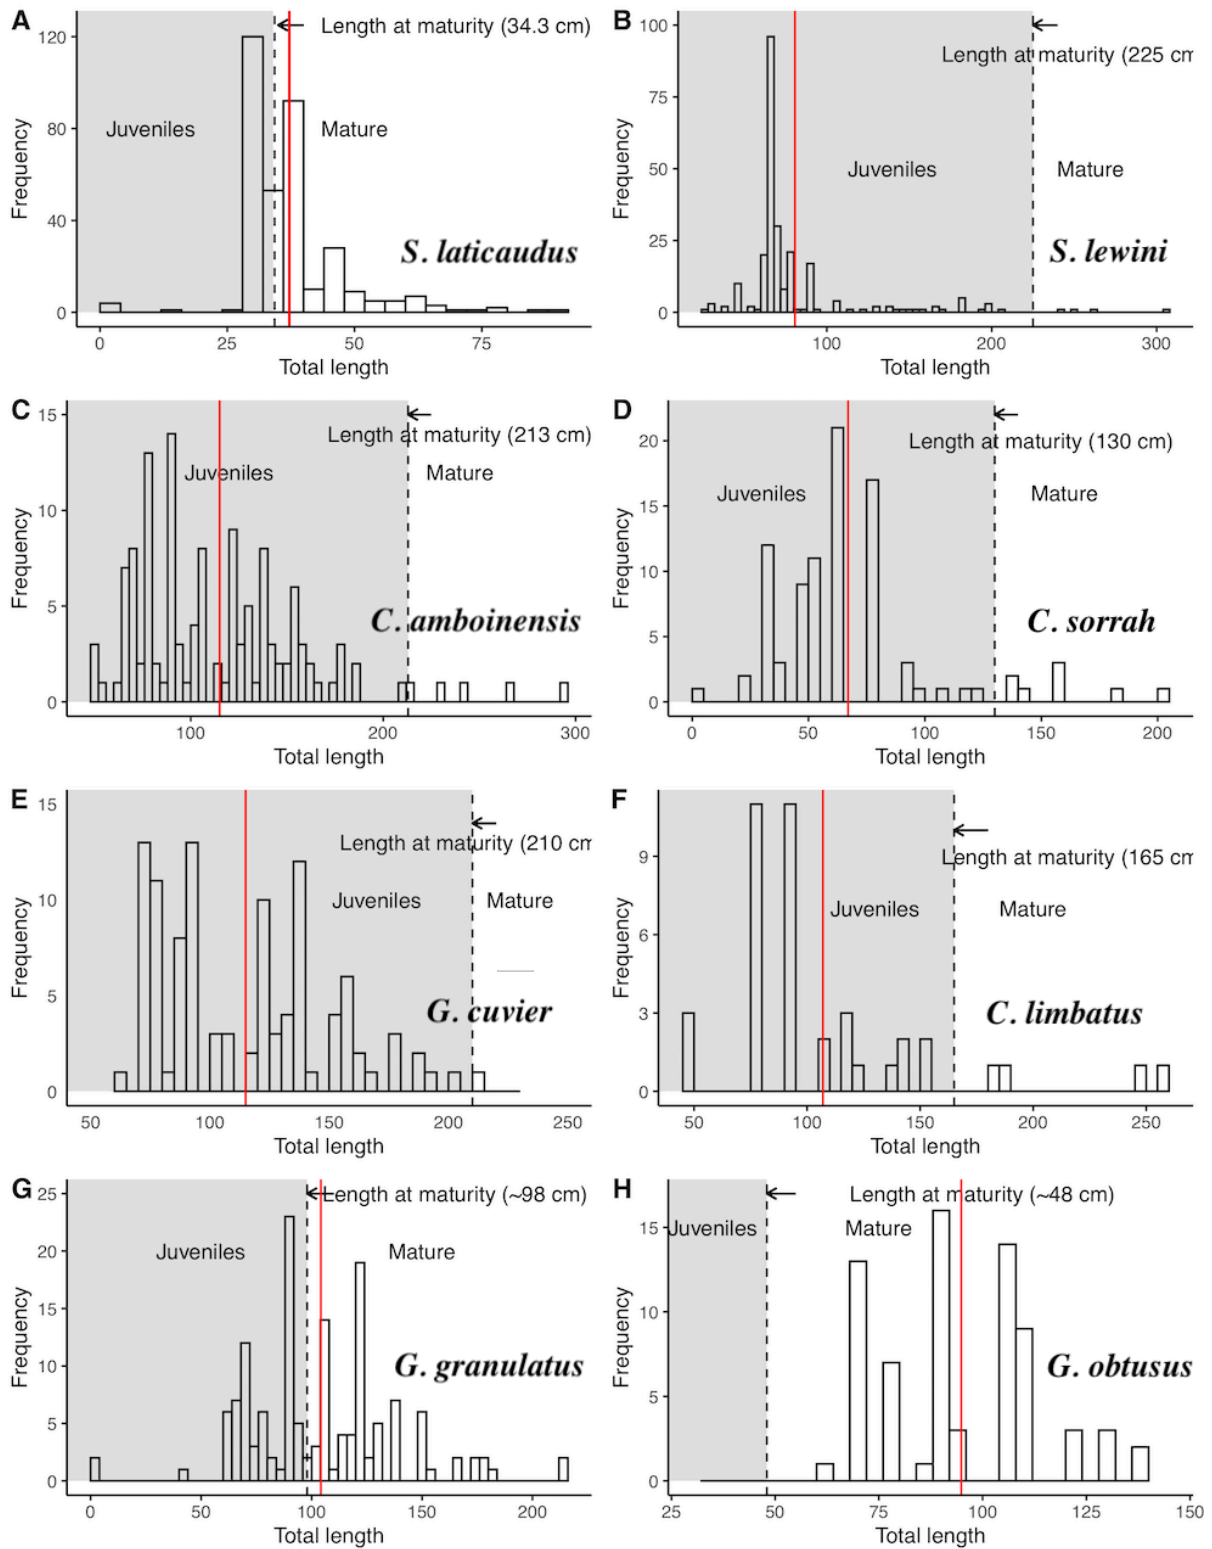 A
Length at maturity (34.3 cm)
120
80
40
0
Frequency
Juveniles
Mature
S. laticaudus
0 25 50 75
Total length
B
100
75
50
25
0
Frequency
Length at maturity (225 cm
Juveniles
Mature
S. lewini
100 200 300
Total length
C
15
10
5
0
Frequency
Length at maturity (213 cm)
Juveniles
Mature
C. amboinensis
100 200 300
Total length
D
20
15
10
5
0
Frequency
Length at maturity (130 cm)
Juveniles
Mature
C. sorrah
0 50 100 150 200
Total length
E
15
10
5
0
Frequency
Length at maturity (210 cm
Juveniles
Mature
G. cuvier
50 100 150 200 250
Total length
F
9
6
3
0
Frequency
Length at maturity (165 cm
Juveniles
Mature
C. limbatus
50 100 150 200 250
Total length
G
25
20
15
10
5
0
Frequency
Length at maturity (~98 cm)
Juveniles
Mature
G. granulatus
0 50 100 150 200
Total length
H
15
10
5
0
Frequency
Length at maturity (~48 cm)
Juveniles
Mature
G. obtusus
25 50 75 100 125 150
Total length